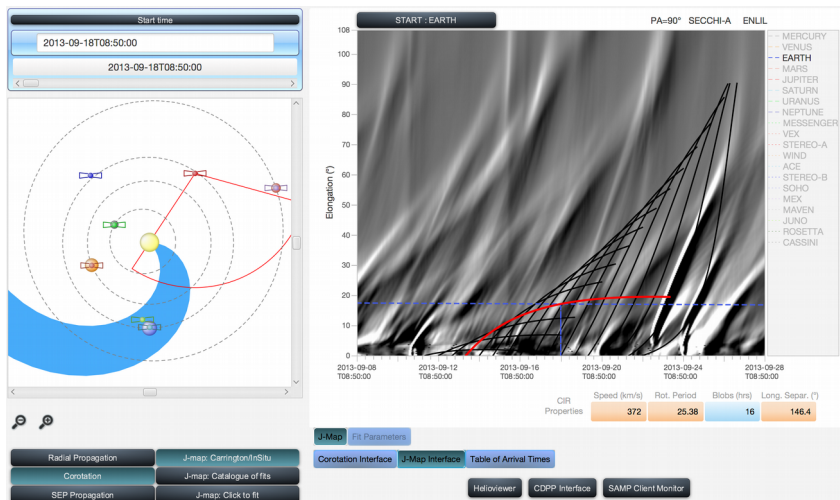 Start time
2013-09-18T08:50:00
2013-09-18T08:50:00
START : EARTH
PA=90° SECCHI-A ENLIL
108
100
90
80
70
60
50
40
30
20
10
0
Elongation (°)
2013-09-08 2013-09-12 2013-09-16 2013-09-20 2013-09-24 2013-09-28
T08:50:00 T08:50:00 T08:50:00 T08:50:00 T08:50:00 T08:50:00
MERCURY
VENUS
EARTH
MARS
JUPITER
SATURN
URANUS
NEPTUNE
MESSENGER
VEX
STEREO-A
WIND
ACE
STEREO-B
SOHO
MEX
MAVEN
JUNO
ROSETTA
CASSINI
CIR Properties
Speed (km/s) Rot. Period Blobs (hrs) Long. Separ. (°)
372 25.38 16 146.4
J-Map Fit Parameters
Corotation Interface J-Map Interface Table of Arrival Times
Radial Propagation J-map: Carrington/InSitu
Corotation J-map: Catalogue of fits
SEP Propagation J-map: Click to fit
Helioviewer CDPP Interface SAMP Client Monitor